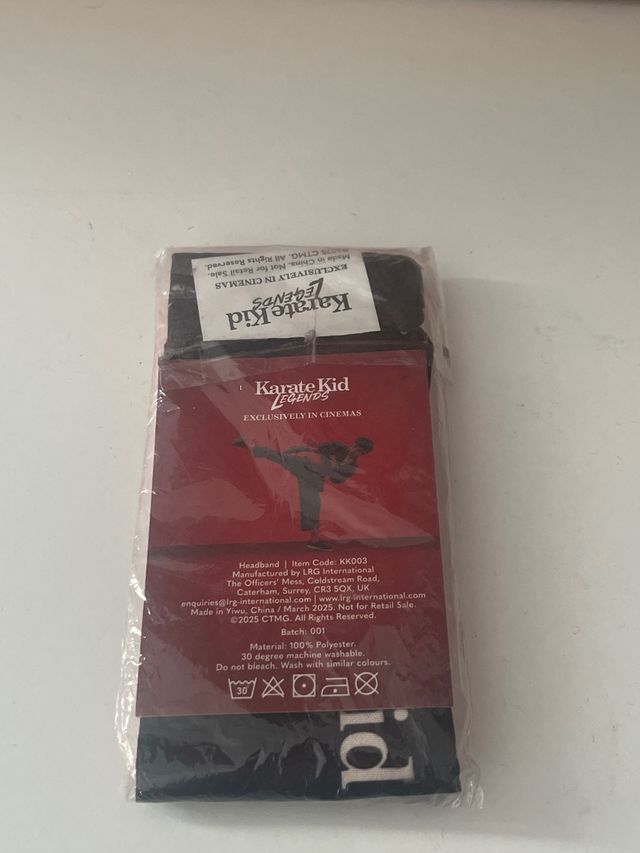 ©2025 CTMG. All Rights Reserved.
Made in China. Not for Retail Sale.
EXCLUSIVELY IN CINEMAS
Karate Kid
LEGENDS
Karate Kid
LEGENDS
EXCLUSIVELY IN CINEMAS
Headband | Item Code: KK003
Manufactured by LRG International
The Officers' Mess, Coldstream Road,
Caterham, Surrey, CR3 5QX, UK
enquiries@lrg-international.com | www.lrg-international.com
Made in Yiwu, China / March 2025. Not for Retail Sale.
©2025 CTMG. All Rights Reserved.
Batch: 001
Material: 100% Polyester.
30 degree machine washable.
Do not bleach. Wash with similar colours.
30
id